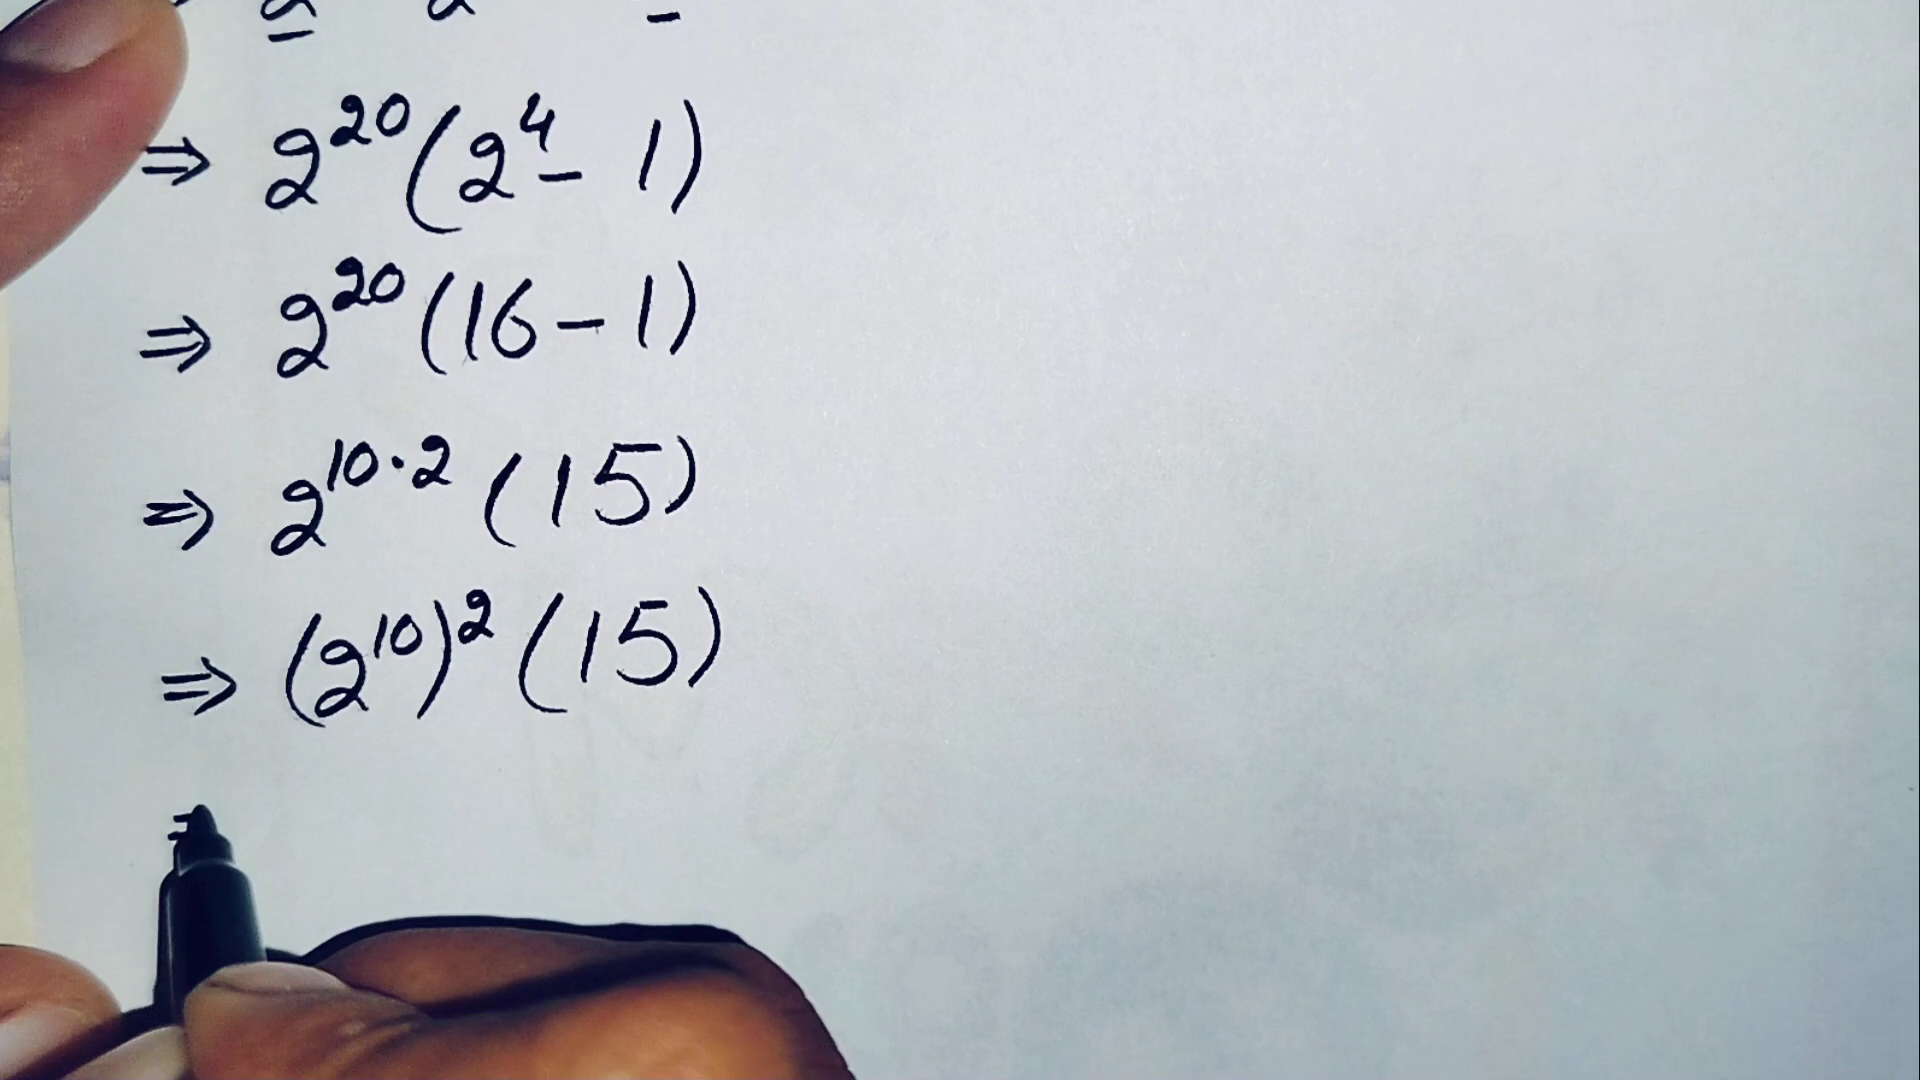 ⇒ 2²⁰(2⁴ - 1)
⇒ 2²⁰(16 - 1)
⇒ 2¹⁰·²(15)
⇒ (2¹⁰)²(15)
=